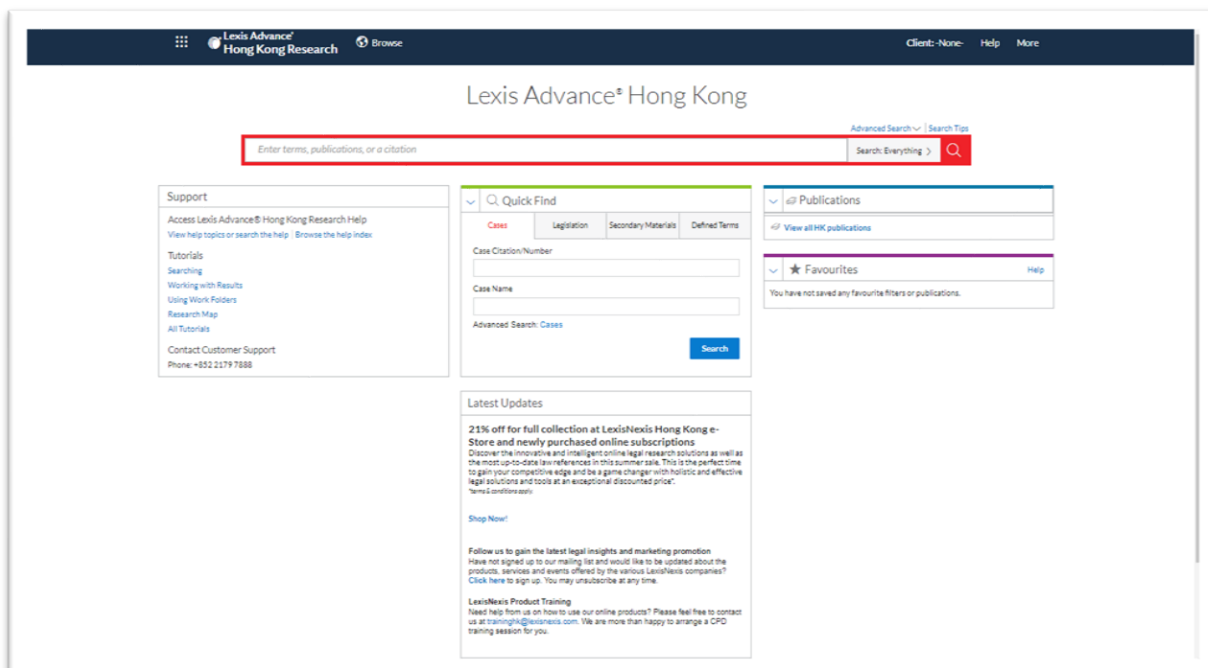 Lexis Advance®
Hong Kong Research
Browse
Client: -None-
Help
More
Lexis Advance® Hong Kong
Advanced Search
Search Tips
Enter terms, publications, or a citation
Search: Everything
Support
Access Lexis Advance® Hong Kong Research Help
View help topics or search the help | Browse the help index
Tutorials
Searching
Working with Results
Using Work Folders
Research Map
All Tutorials
Contact Customer Support
Phone: +852 2179 7888
Quick Find
Cases
Legislation
Secondary Materials
Defined Terms
Case Citation/Number
Case Name
Advanced Search: Cases
Search
Latest Updates
21% off for full collection at LexisNexis Hong Kong e-
Store and newly purchased online subscriptions
Discover the innovative and intelligent online legal research solutions as well as
the most up-to-date law references in this summer sale. This is the perfect time
to gain your competitive edge and be a game changer with holistic and effective
legal solutions and tools at an exceptional discounted price*.
*terms & conditions apply
Shop Now!
Follow us to gain the latest legal insights and marketing promotion
Have not signed up to our mailing list and would like to be updated about the
products, services and events offered by the various LexisNexis companies?
Click here to sign up. You may unsubscribe at any time.
LexisNexis Product Training
Need help from us on how to use our online products? Please feel free to contact
us at traininghk@lexisnexis.com. We are more than happy to arrange a CPD
training session for you.
Publications
View all HK publications
Favourites
Help
You have not saved any favourite filters or publications.